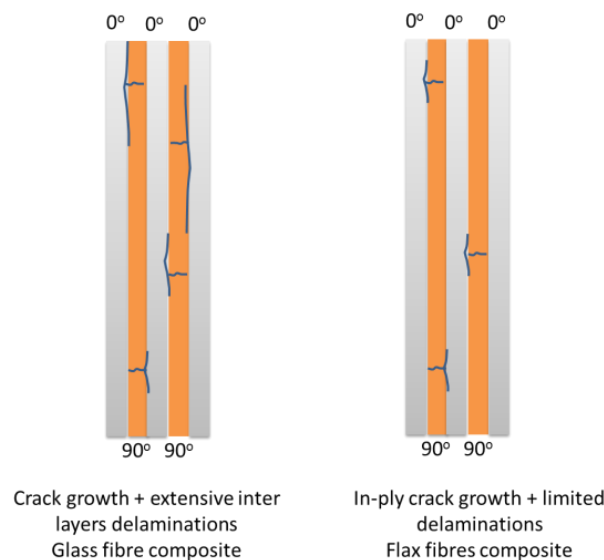 0° 0° 0° 0° 0° 0°
90° 90° 90° 90°
Crack growth + extensive inter
layers delaminations
Glass fibre composite
In-ply crack growth + limited
delaminations
Flax fibres composite